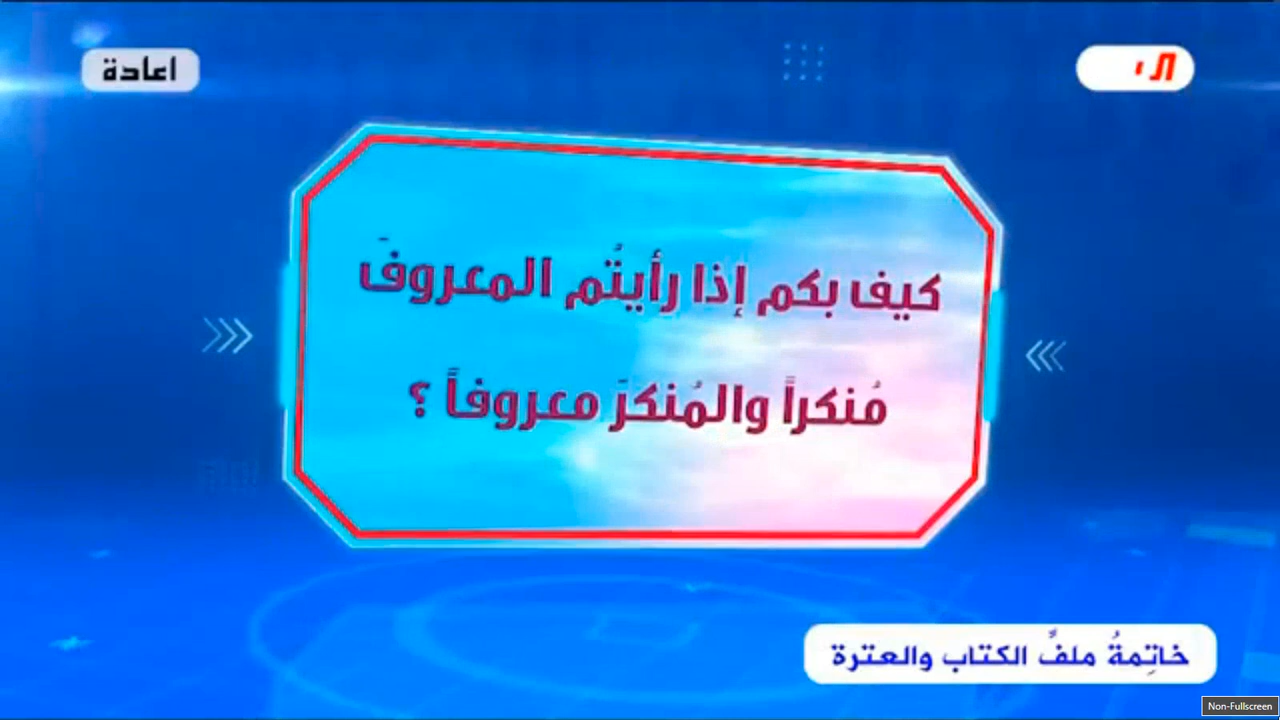 اعادة
كيف بكم إذا رأيتُم المعروفَ
مُنكراً والمُنكرَ معروفاً ؟
خاتِمةُ ملفِّ الكتاب والعترة
Non-Fullscreen